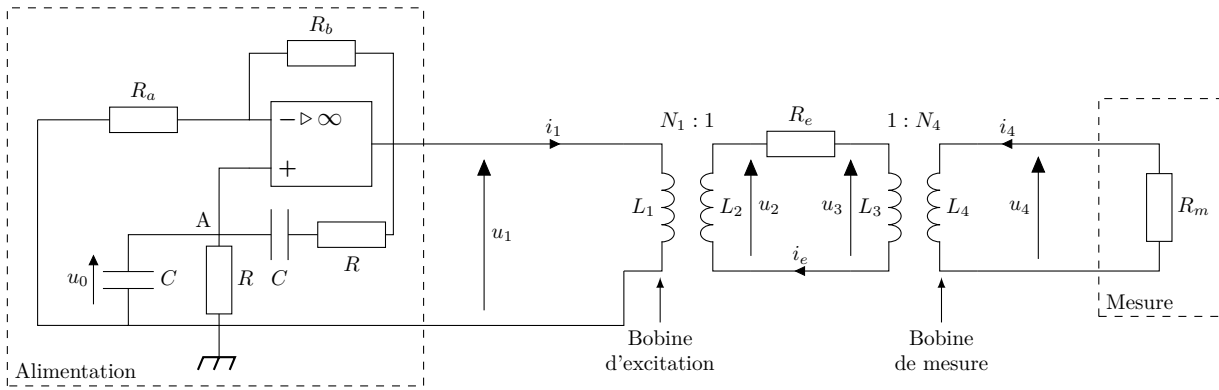 R_b
R_a
− ▷ ∞
+
A
u_0
C
R
C
R
Alimentation
u_1
i_1
N_1 : 1
L_1
L_2
u_2
R_e
u_3
L_3
i_e
1 : N_4
L_4
i_4
u_4
R_m
Mesure
Bobine
d'excitation
Bobine
de mesure